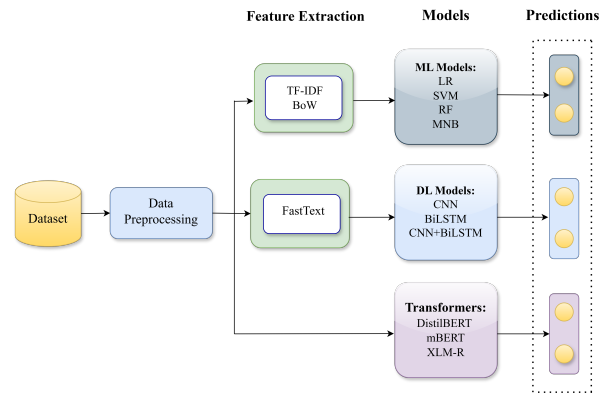 Feature Extraction
Models
Predictions
TF-IDF
BoW
ML Models:
LR
SVM
RF
MNB
Dataset
Data
Preprocessing
FastText
DL Models:
CNN
BiLSTM
CNN+BiLSTM
Transformers:
DistilBERT
mBERT
XLM-R